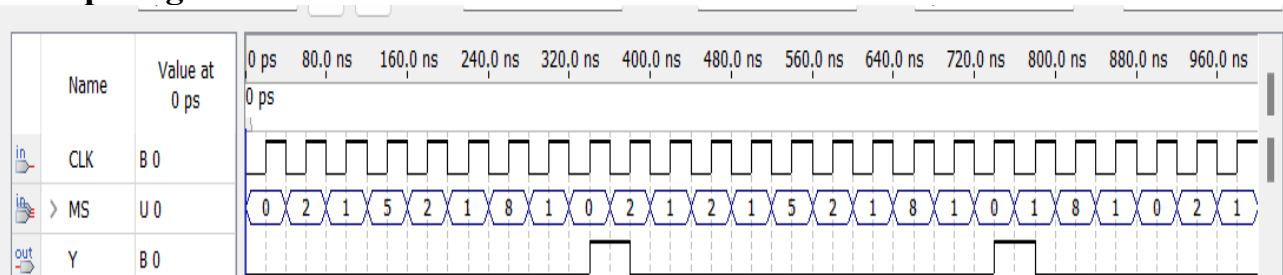 0 ps 80.0 ns 160.0 ns 240.0 ns 320.0 ns 400.0 ns 480.0 ns 560.0 ns 640.0 ns 720.0 ns 800.0 ns 880.0 ns 960.0 ns
Name
Value at
0 ps
0 ps
in CLK B 0
in > MS U 0 0 2 1 5 2 1 8 1 0 2 1 2 1 5 2 1 8 1 0 1 8 1 0 2 1
out Y B 0